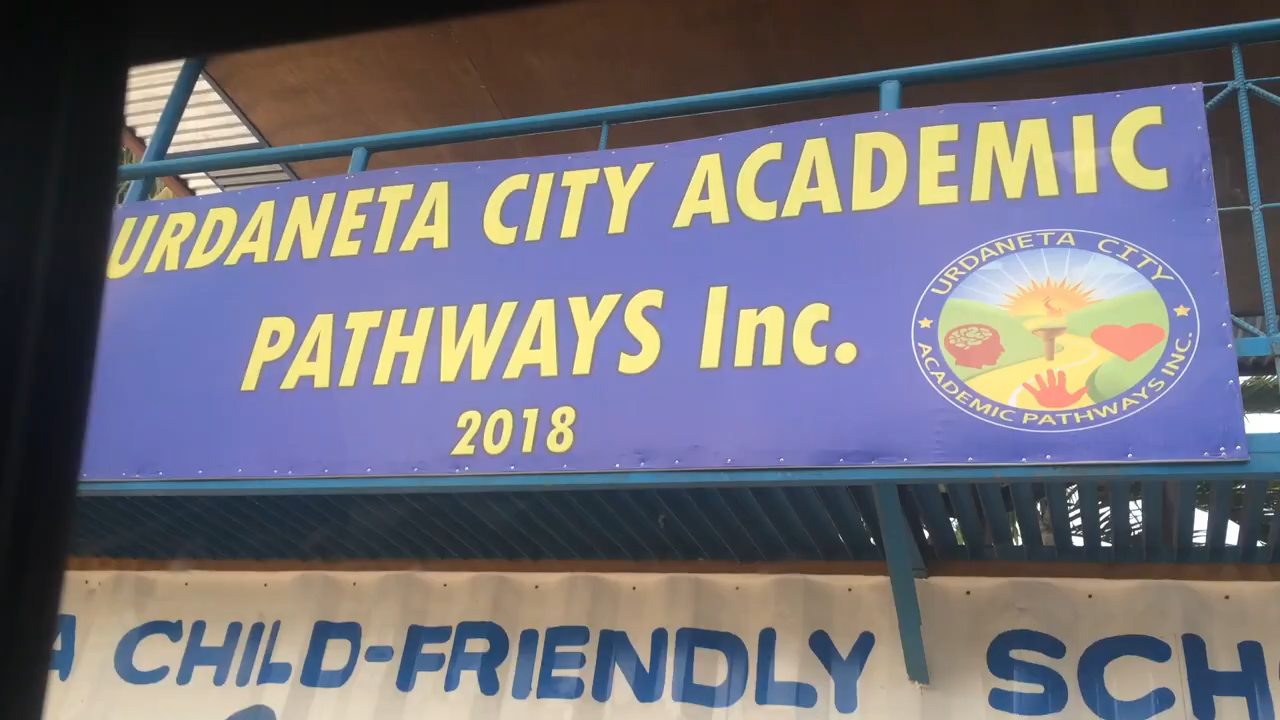 URDANETA CITY ACADEMIC
PATHWAYS Inc.
2018
URDANETA CITY
ACADEMIC PATHWAYS INC.
A CHILD-FRIENDLY